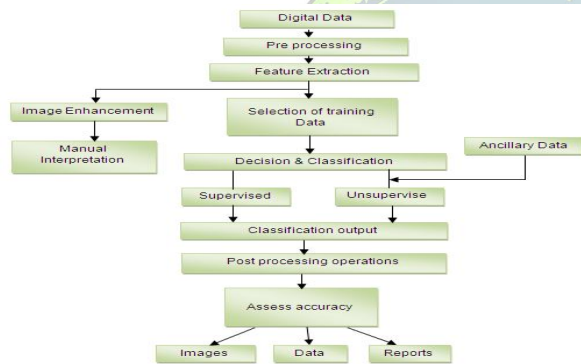 Digital Data
Pre processing
Feature Extraction
Image Enhancement
Selection of training
Data
Manual
Interpretation
Decision & Classification
Ancillary Data
Supervised
Unsupervise
Classification output
Post processing operations
Assess accuracy
Images
Data
Reports